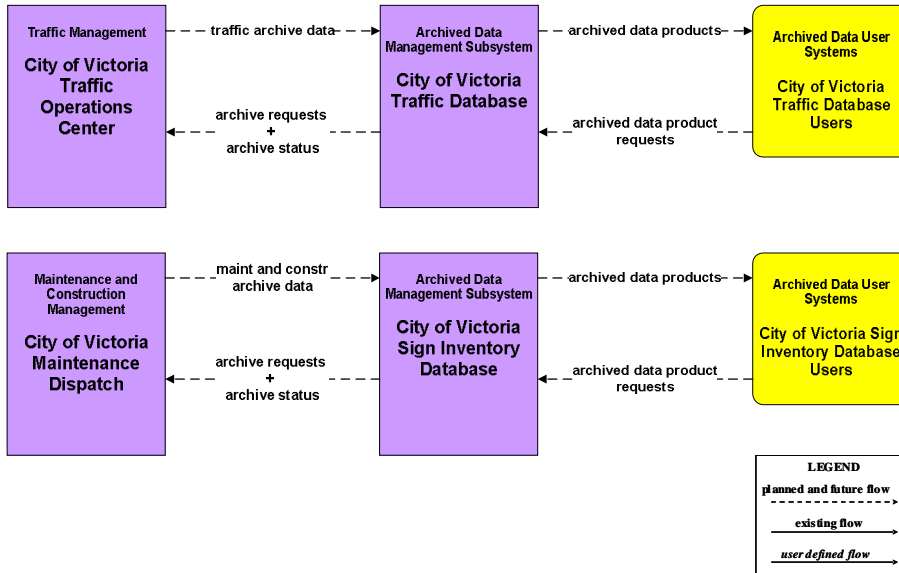 Traffic Management
City of Victoria
Traffic
Operations
Center
traffic archive data
archive requests
+
archive status
Archived Data
Management Subsystem
City of Victoria
Traffic Database
archived data products
archived data product
requests
Archived Data User
Systems
City of Victoria
Traffic Database
Users
Maintenance and
Construction
Management
City of Victoria
Maintenance
Dispatch
maint and constr
archive data
archive requests
+
archive status
Archived Data
Management Subsystem
City of Victoria
Sign Inventory
Database
archived data products
archived data product
requests
Archived Data User
Systems
City of Victoria Sign
Inventory Database
Users
LEGEND
planned and future flow
existing flow
user defined flow